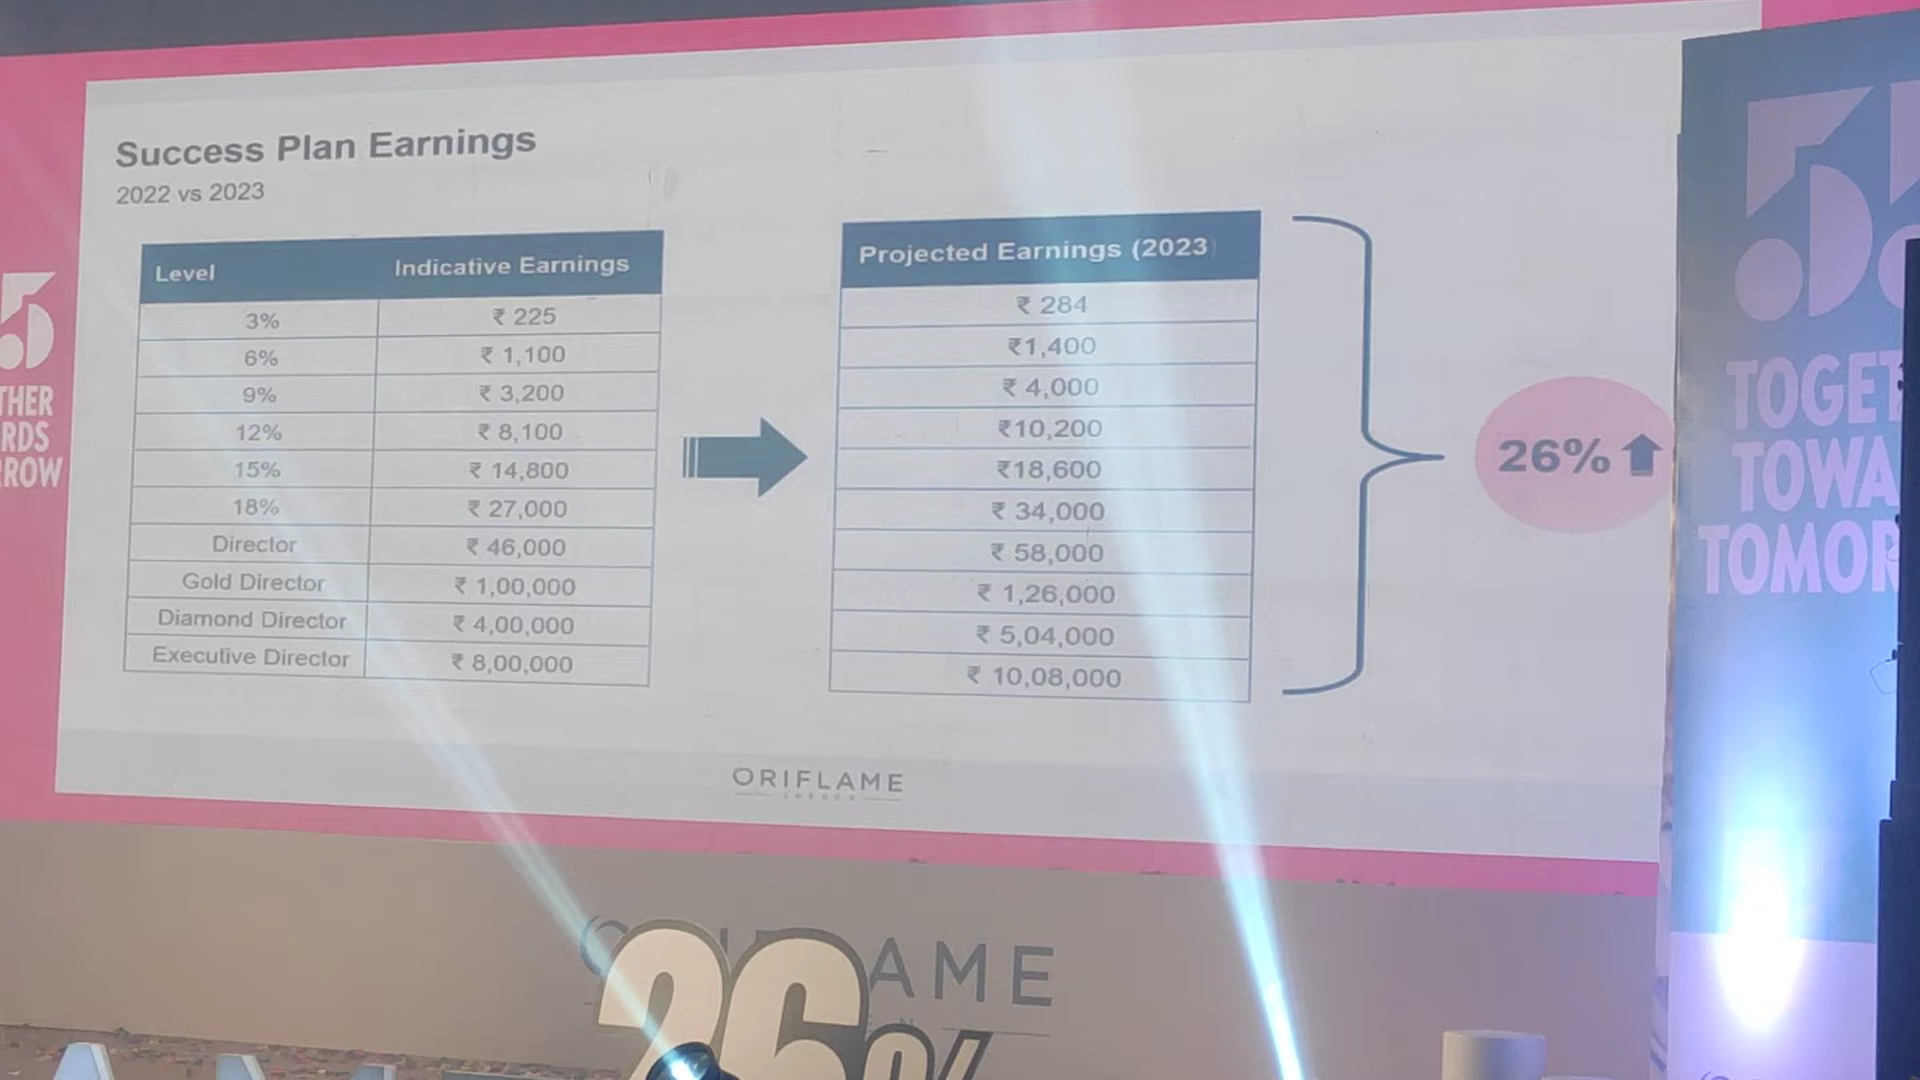 Success Plan Earnings
2022 vs 2023
Level Indicative Earnings
3% ₹ 225
6% ₹ 1,100
9% ₹ 3,200
12% ₹ 8,100
15% ₹ 14,800
18% ₹ 27,000
Director ₹ 46,000
Gold Director ₹ 1,00,000
Diamond Director ₹ 4,00,000
Executive Director ₹ 8,00,000
Projected Earnings (2023
₹ 284
₹1,400
₹ 4,000
₹10,200
₹18,600
₹ 34,000
₹ 58,000
₹ 1,26,000
₹ 5,04,000
₹ 10,08,000
26%
ORIFLAME
55
TOGET
TOWA
TOMOR
5
THER
RDS
RROW
AME
26%